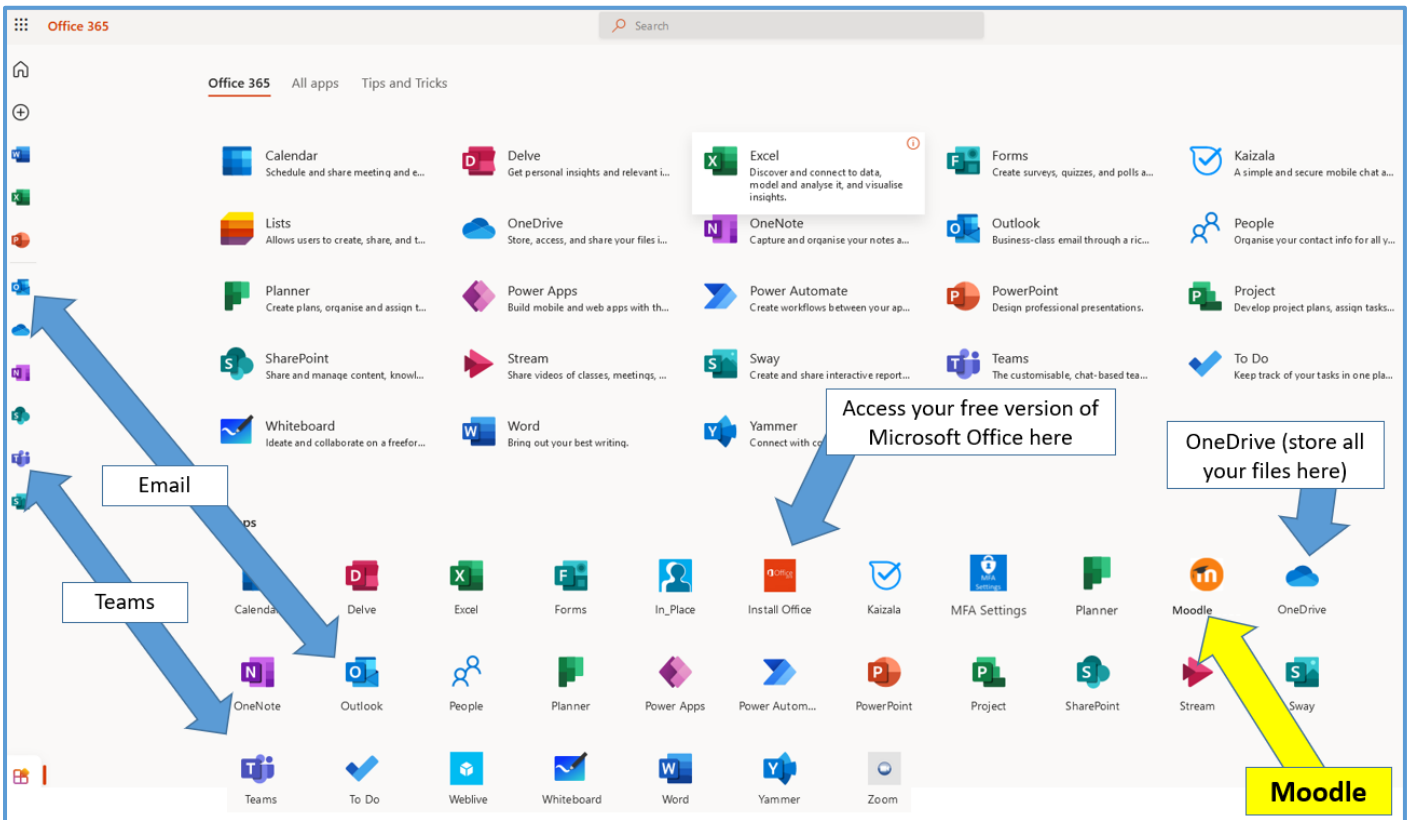 Office 365
Search
Office 365 All apps Tips and Tricks
Calendar
Schedule and share meeting and e...
Delve
Get personal insights and relevant i...
Excel
Discover and connect to data,
model and analyse it, and visualise
insights.
Forms
Create surveys, quizzes, and polls a...
Kaizala
A simple and secure mobile chat a...
Lists
Allows users to create, share, and t...
OneDrive
Store, access, and share your files i...
OneNote
Capture and organise your notes a...
Outlook
Business-class email through a ric...
People
Organise your contact info for all y...
Planner
Create plans, organise and assign t...
Power Apps
Build mobile and web apps with th...
Power Automate
Create workflows between your ap...
PowerPoint
Design professional presentations.
Project
Develop project plans, assign tasks...
SharePoint
Share and manage content, knowl...
Stream
Share videos of classes, meetings, ...
Sway
Create and share interactive report...
Teams
The customisable, chat-based tea...
To Do
Keep track of your tasks in one pla...
Whiteboard
Ideate and collaborate on a freefor...
Word
Bring out your best writing.
Yammer
Connect with co
Access your free version of
Microsoft Office here
OneDrive (store all
your files here)
Email
Teams
Calendar Delve Excel Forms In_Place Install Office Kaizala MFA Settings Planner Moodle OneDrive
OneNote Outlook People Planner Power Apps Power Autom... PowerPoint Project SharePoint Stream Sway
Teams To Do Weblive Whiteboard Word Yammer Zoom
Moodle